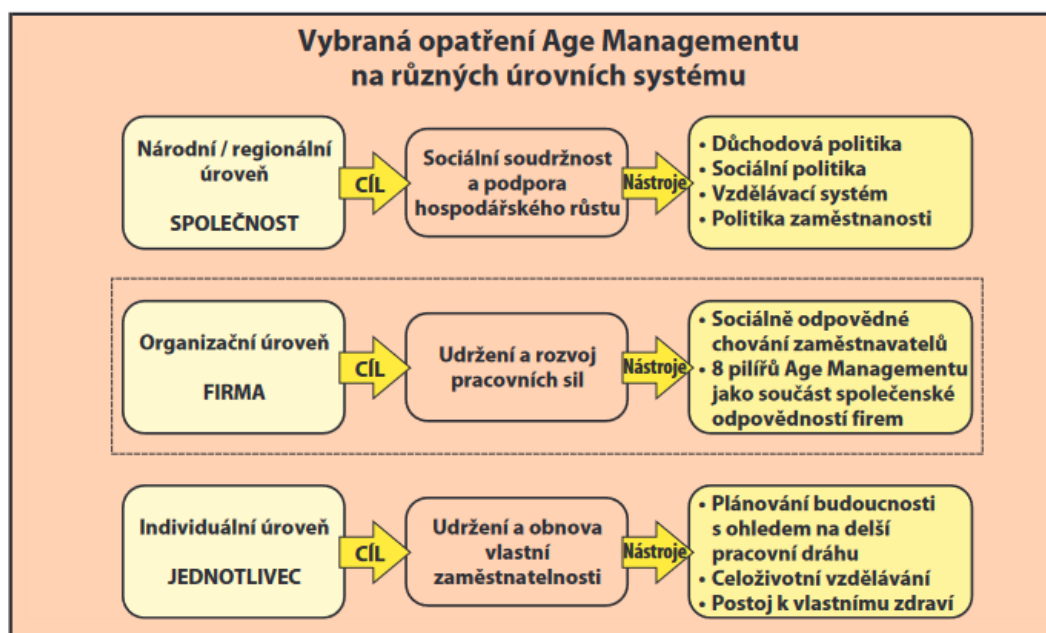 Vybraná opatření Age Managementu
na různých úrovních systému
Národní / regionální
úroveň
SPOLEČNOST
CÍL
Sociální soudržnost
a podpora
hospodářského růstu
Nástroje
• Důchodová politika
• Sociální politika
• Vzdělávací systém
• Politika zaměstnanosti
Organizační úroveň
FIRMA
CÍL
Udržení a rozvoj
pracovních sil
Nástroje
• Sociálně odpovědné
chování zaměstnavatelů
• 8 pilířů Age Managementu
jako součást společenské
odpovědností firem
Individuální úroveň
JEDNOTLIVEC
CÍL
Udržení a obnova
vlastní
zaměstnatelnosti
Nástroje
• Plánování budoucnosti
s ohledem na delší
pracovní dráhu
• Celoživotní vzdělávání
• Postoj k vlastnímu zdraví